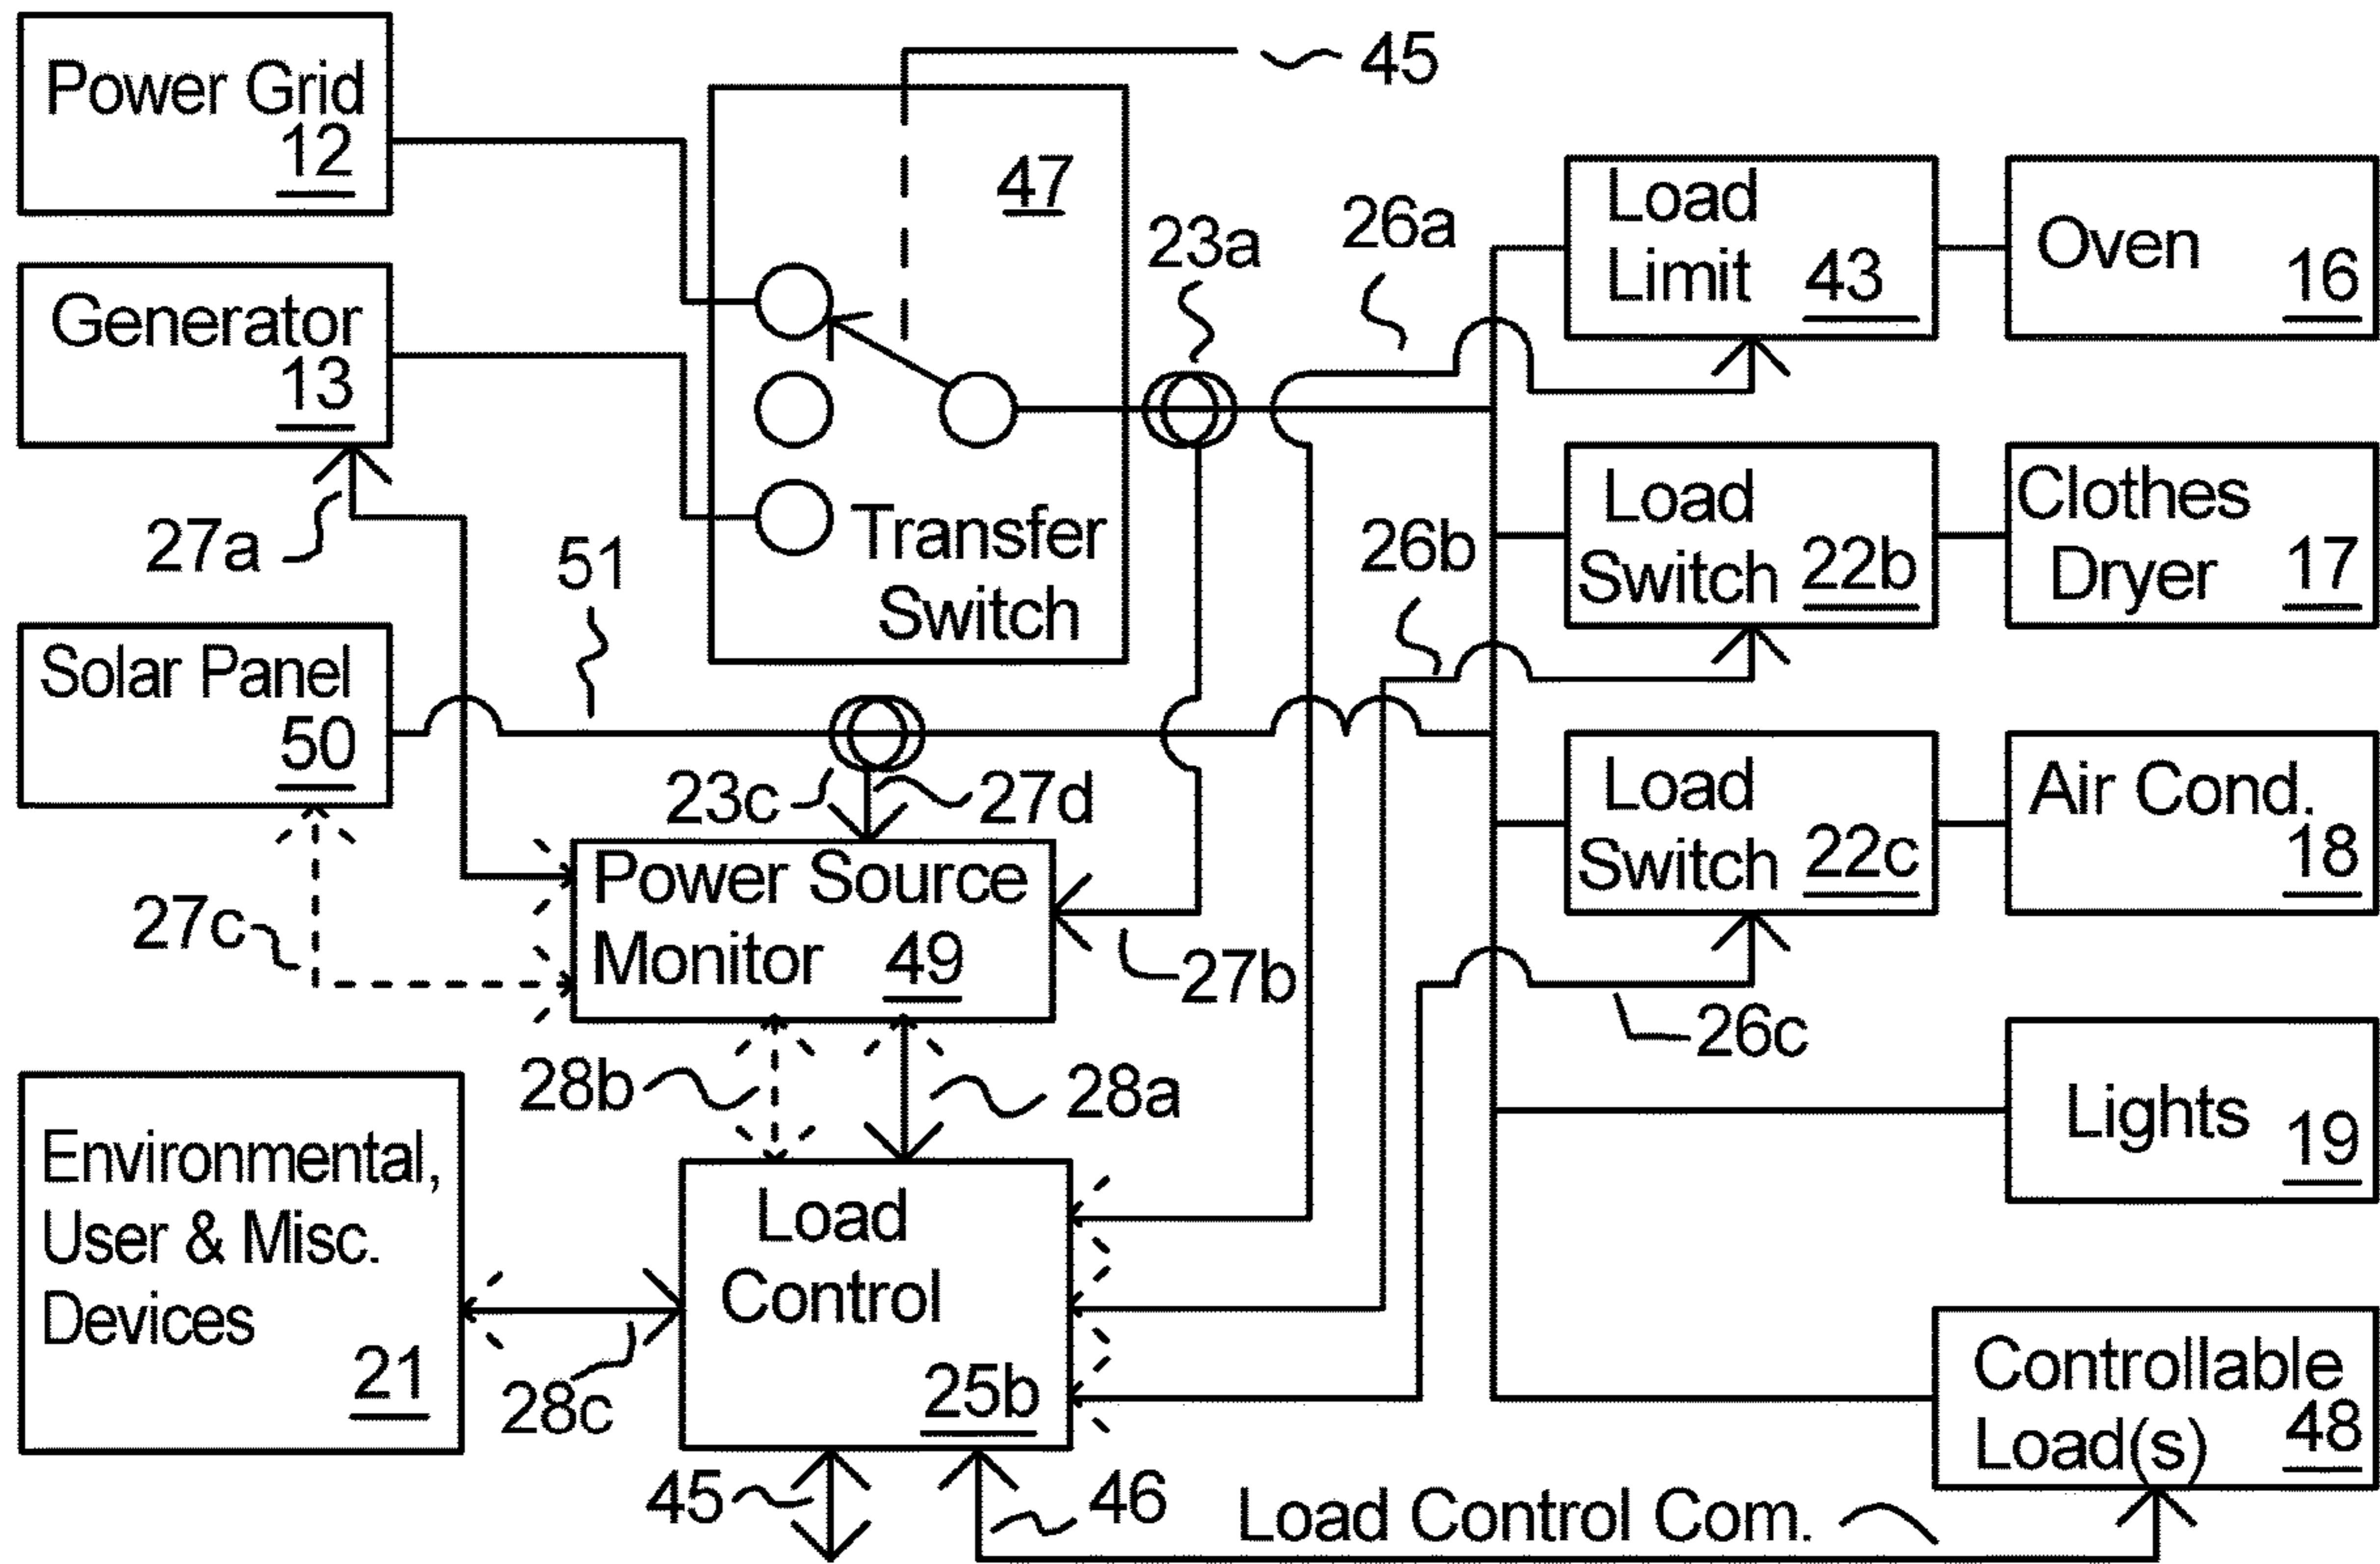 Power Grid
12
45
47
Generator
13
23a
26a
Load
Limit 43
Oven 16
27a
51
Transfer
Switch
26b
Load
Switch 22b
Clothes
Dryer 17
Solar Panel
50
23c
27d
Load
Switch 22c
Air Cond.
18
27c
Power Source
Monitor 49
27b
26c
28b
28a
Lights 19
Environmental,
User & Misc.
Devices
21
28c
Load
Control
25b
Controllable
Load(s) 48
45
46
Load Control Com.